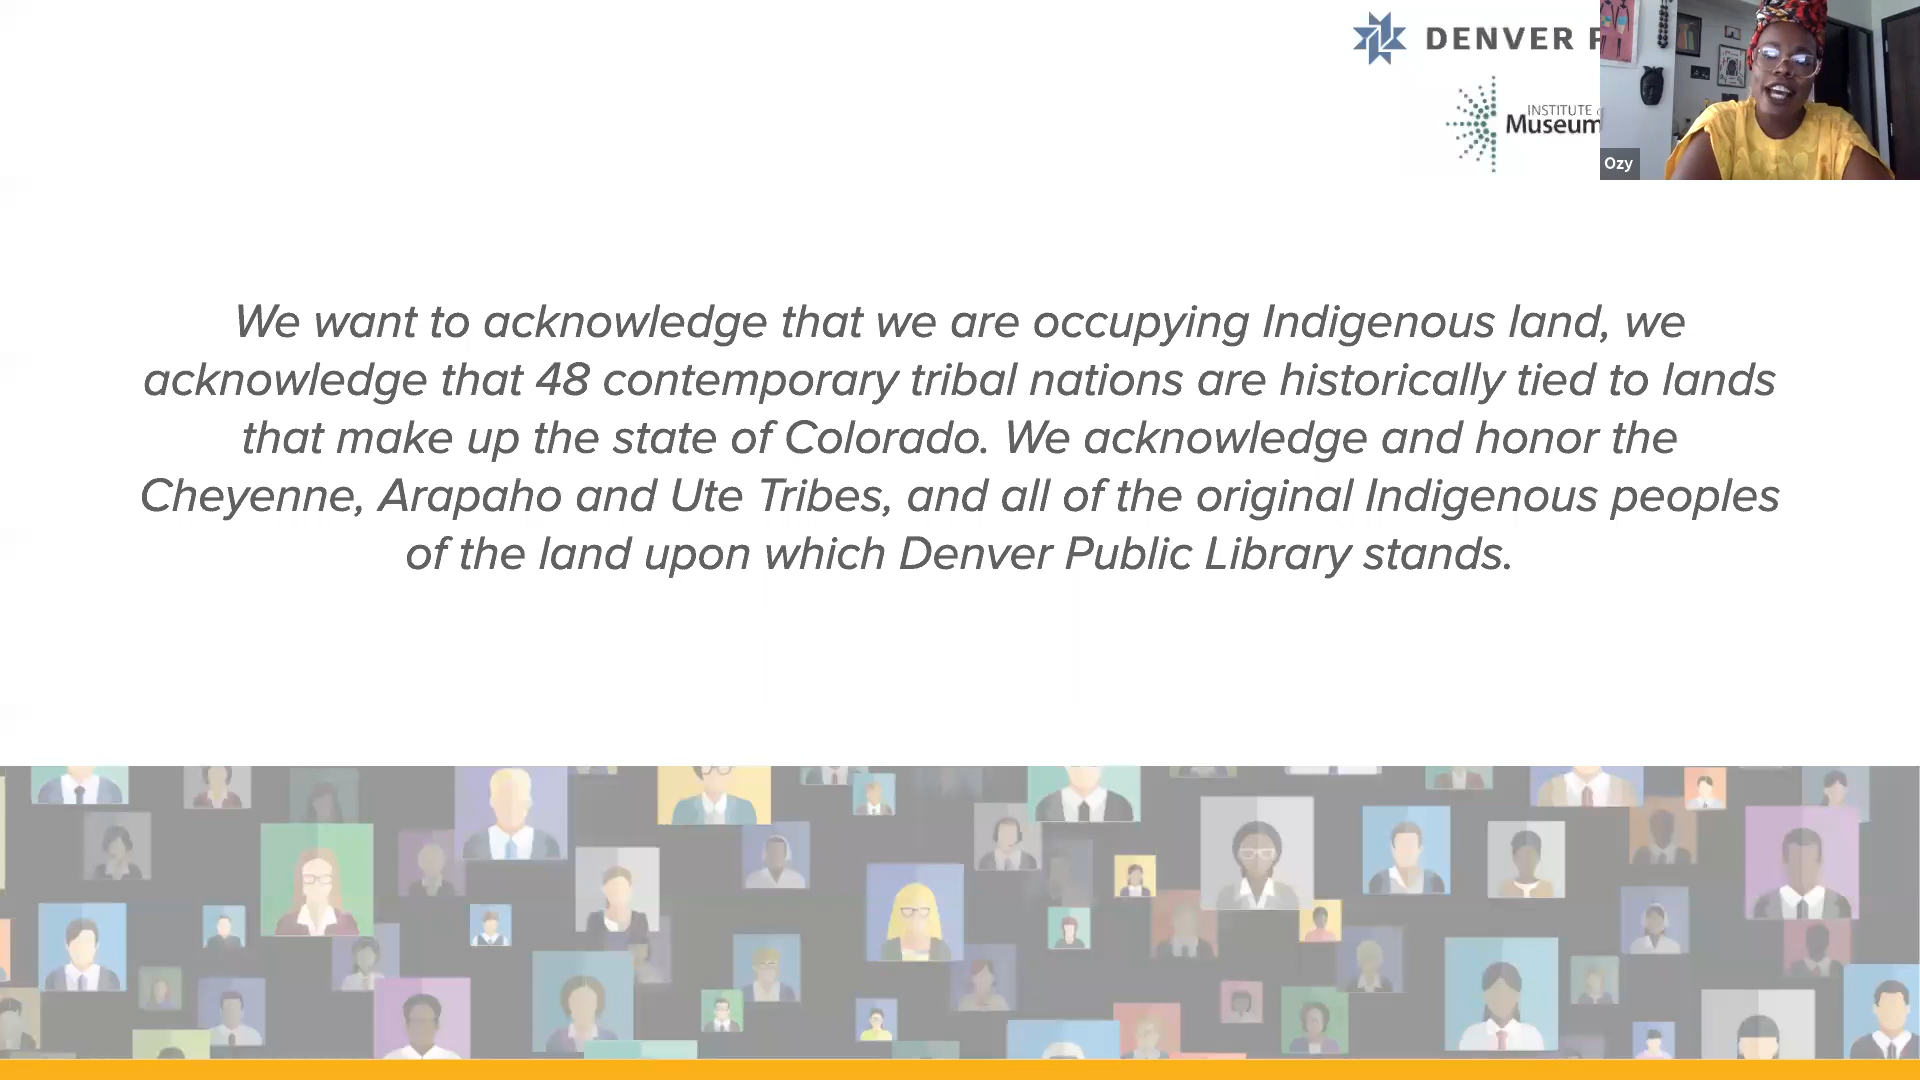 DENVER
INSTITUTE
Museum
Ozy
We want to acknowledge that we are occupying Indigenous land, we
acknowledge that 48 contemporary tribal nations are historically tied to lands
that make up the state of Colorado. We acknowledge and honor the
Cheyenne, Arapaho and Ute Tribes, and all of the original Indigenous peoples
of the land upon which Denver Public Library stands.